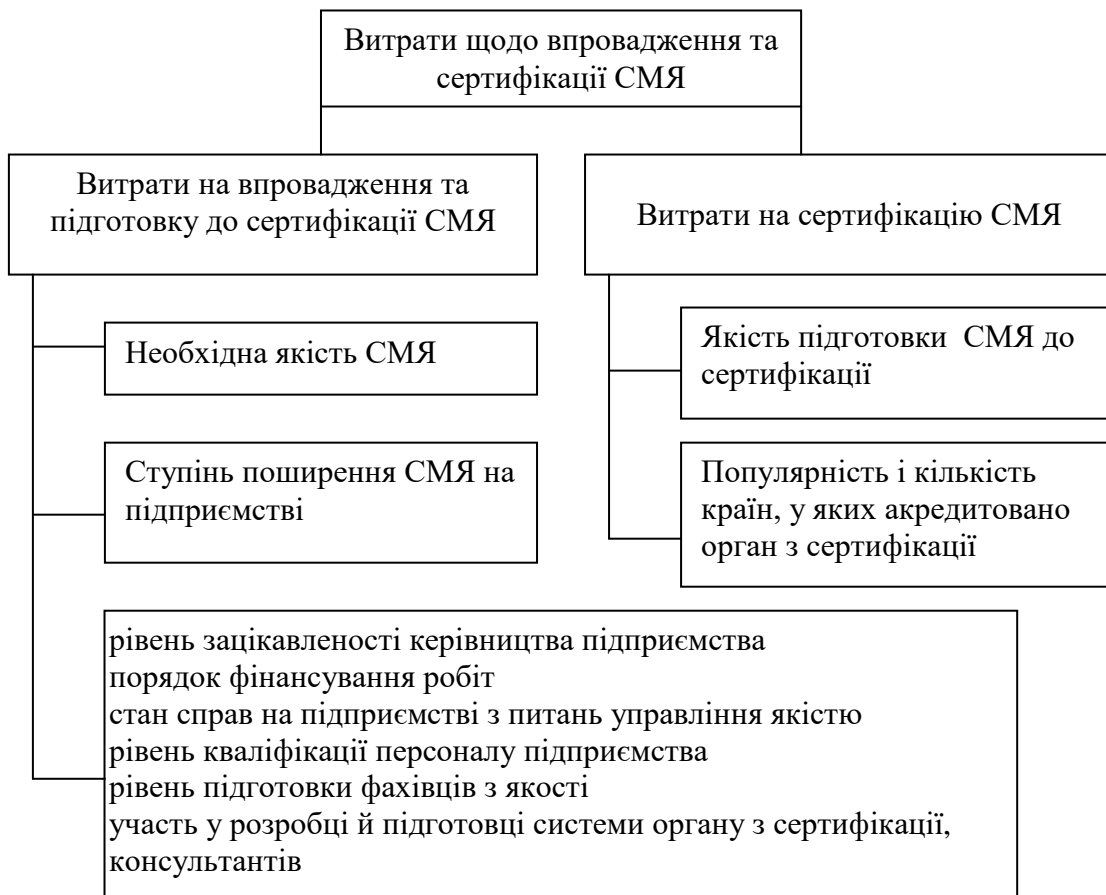 Витрати щодо впровадження та
сертифікації СМЯ
Витрати на впровадження та
підготовку до сертифікації СМЯ
Витрати на сертифікацію СМЯ
Необхідна якість СМЯ
Якість підготовки СМЯ до
сертифікації
Ступінь поширення СМЯ на
підприємстві
Популярність і кількість
країн, у яких акредитовано
орган з сертифікації
рівень зацікавленості керівництва підприємства
порядок фінансування робіт
стан справ на підприємстві з питань управління якістю
рівень кваліфікації персоналу підприємства
рівень підготовки фахівців з якості
участь у розробці й підготовці системи органу з сертифікації,
консультантів